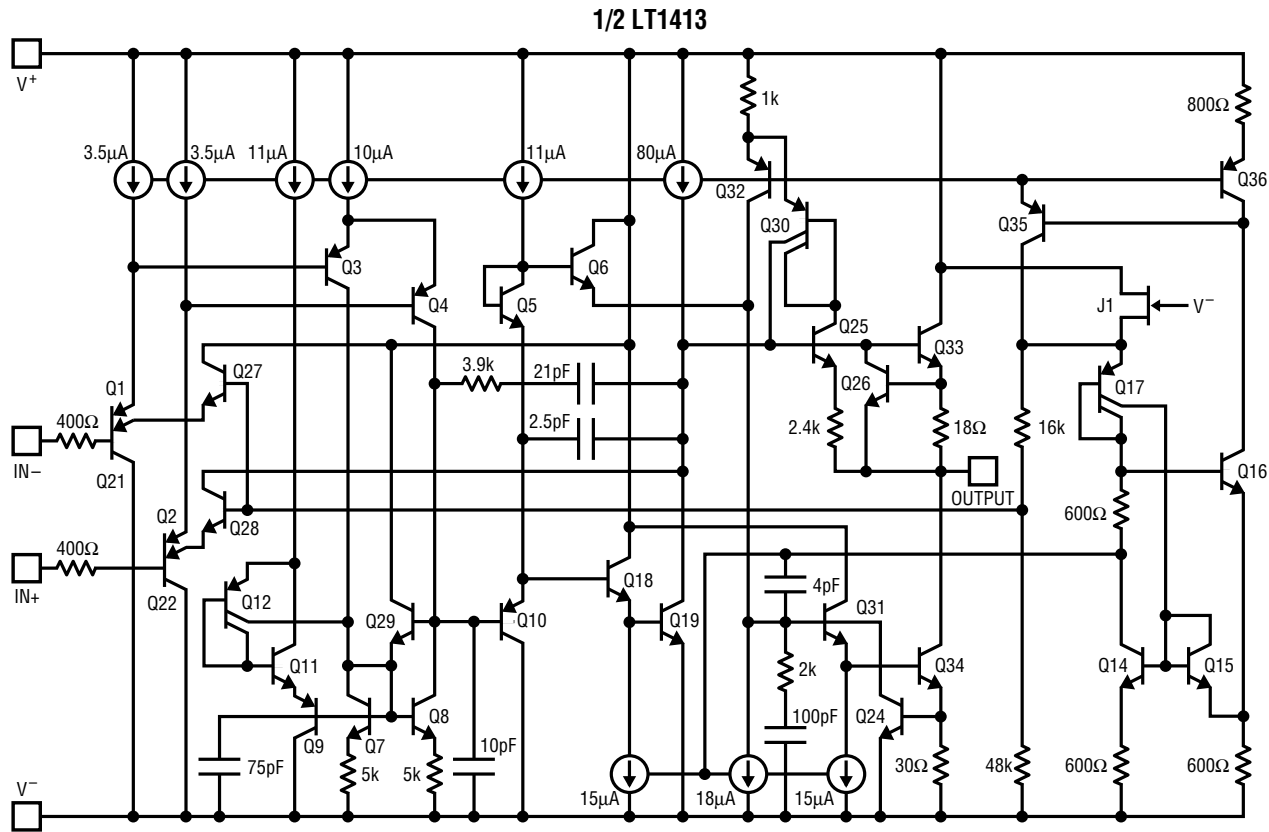 1/2 LT1413
V+
1k
800Ω
3.5µA
3.5µA
11µA
10µA
11µA
80µA
Q32
Q36
Q30
Q35
Q3
Q6
Q4
Q5
J1
V–
Q25
Q33
Q27
3.9k
21pF
Q26
Q17
Q1
400Ω
2.5pF
2.4k
18Ω
16k
IN–
Q21
OUTPUT
Q16
Q2
Q28
600Ω
400Ω
IN+
Q22
Q12
Q18
4pF
Q31
Q29
Q10
Q19
Q11
2k
Q34
Q14
Q15
Q9
Q7
Q8
100pF
Q24
75pF
5k
5k
10pF
30Ω
48k
600Ω
600Ω
V–
15µA
18µA
15µA